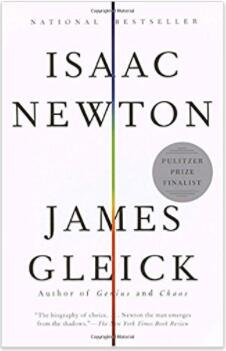 NATIONAL BESTSELLER
ISAAC
NEWTON
PULITZER
PRIZE
FINALIST
JAMES
GLEICK
Author of Genius and Chaos
"The biography of choice. . . . Newton the man emerges
from the shadows."—The New York Times Book Review